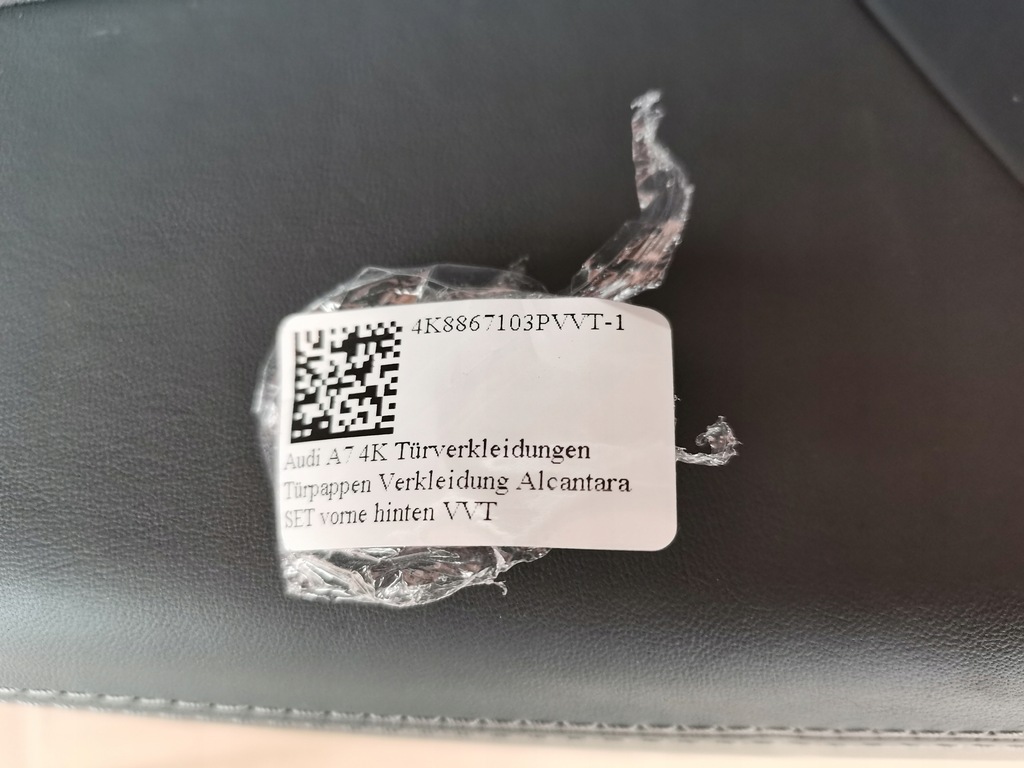 4K8867103PVVT-1
Audi A7 4K Türverkleidungen
Türpappen Verkleidung Alcantara
SET vorne hinten VVT